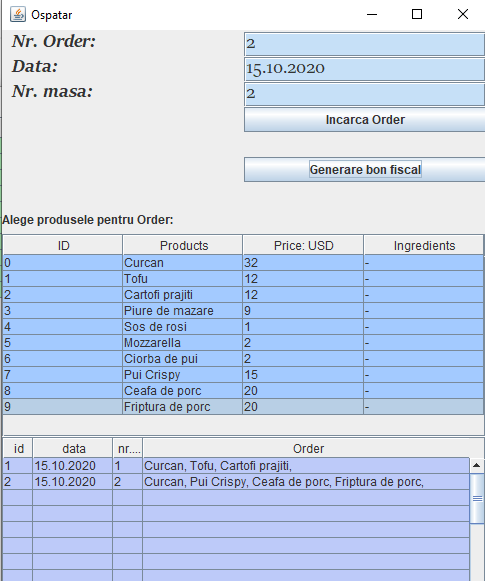 Ospatar
Nr. Order: 2
Data: 15.10.2020
Nr. masa: 2
Incarca Order
Generare bon fiscal
Alege produsele pentru Order:
ID Products Price: USD Ingredients
0 Curcan 32 -
1 Tofu 12 -
2 Cartofi prajiti 12 -
3 Piure de mazare 9 -
4 Sos de rosi 1 -
5 Mozzarella 2 -
6 Ciorba de pui 2 -
7 Pui Crispy 15 -
8 Ceafa de porc 20 -
9 Friptura de porc 20 -
id data nr.... Order
1 15.10.2020 1 Curcan, Tofu, Cartofi prajiti,
2 15.10.2020 2 Curcan, Pui Crispy, Ceafa de porc, Friptura de porc,